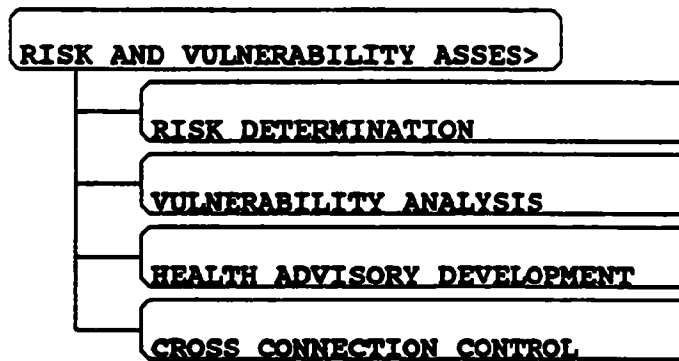 RISK AND VULNERABILITY ASSES>
RISK DETERMINATION
VULNERABILITY ANALYSIS
HEALTH ADVISORY DEVELOPMENT
CROSS CONNECTION CONTROL